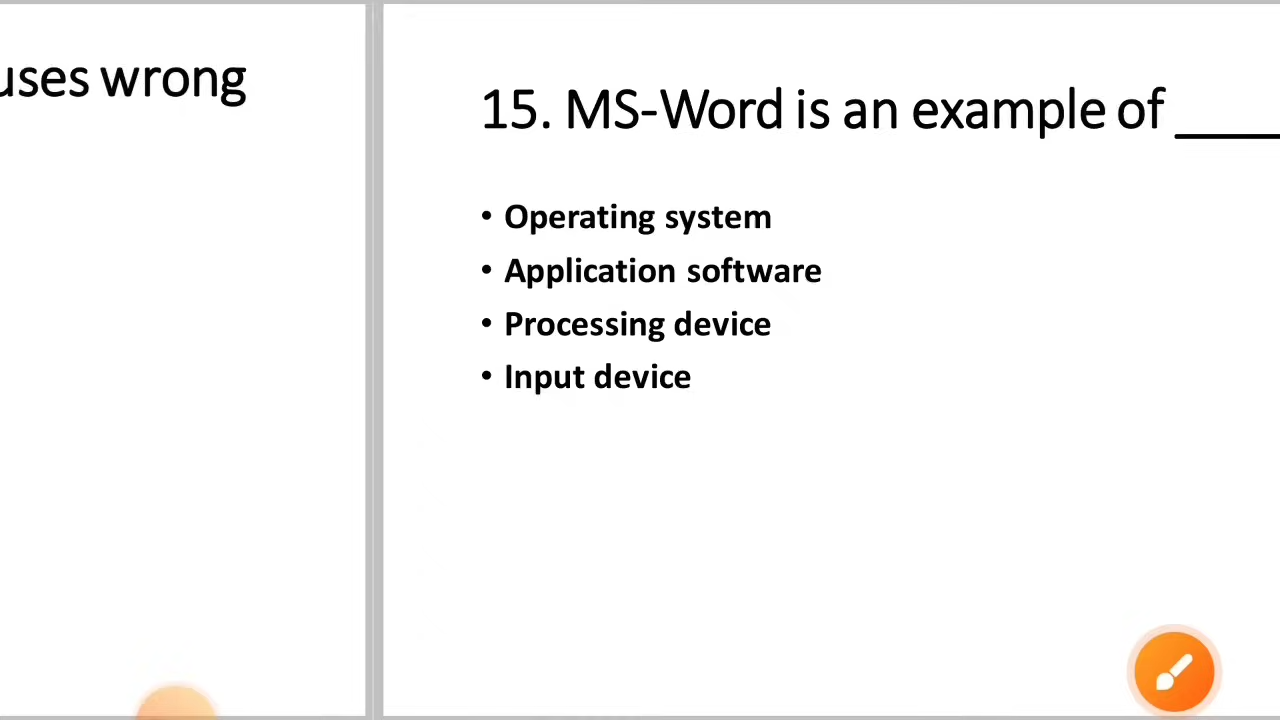 uses wrong
15. MS-Word is an example of ____
• Operating system
• Application software
• Processing device
• Input device